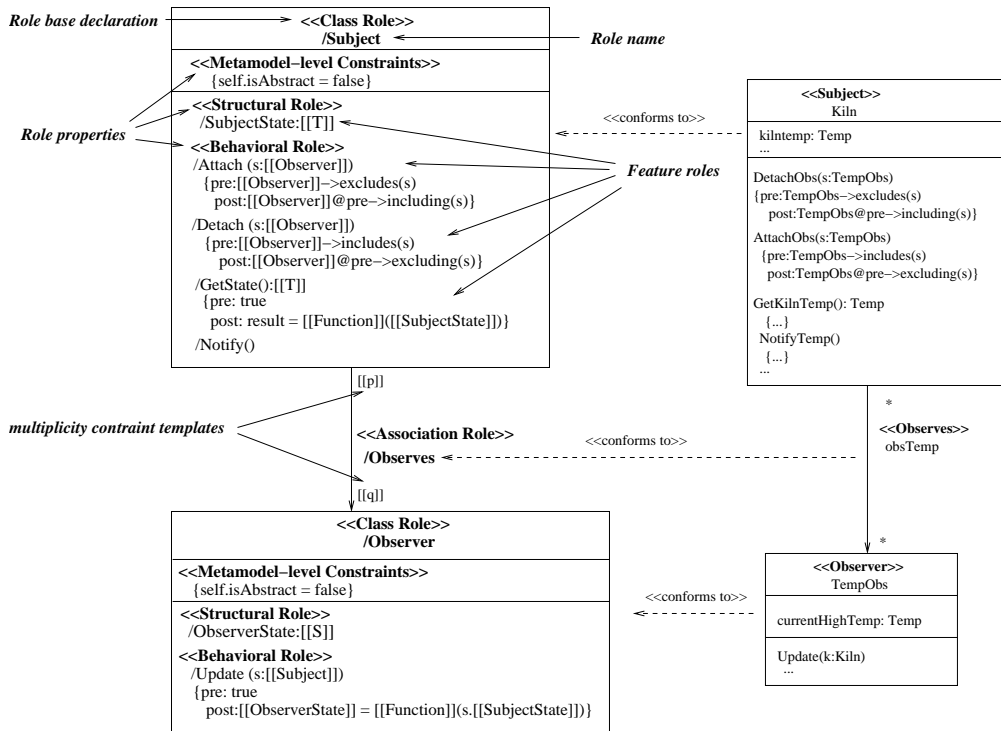 Role base declaration
<<Class Role>>
/Subject
Role name
<<Metamodel−level Constraints>>
{self.isAbstract = false}
Role properties
<<Structural Role>>
/SubjectState:[[T]]
<<Behavioral Role>>
/Attach (s:[[Observer]])
{pre:[[Observer]]−>excludes(s)
post:[[Observer]]@pre−>including(s)}
/Detach (s:[[Observer]])
{pre:[[Observer]]−>includes(s)
post:[[Observer]]@pre−>excluding(s)}
/GetState():[[T]]
{pre: true
post: result = [[Function]]([[SubjectState]])}
/Notify()
Feature roles
<<conforms to>>
<<Subject>>
Kiln
kilntemp: Temp
...
DetachObs(s:TempObs)
{pre:TempObs−>excludes(s)
post:TempObs@pre−>including(s)}
AttachObs(s:TempObs)
{pre:TempObs−>includes(s)
post:TempObs@pre−>excluding(s)}
GetKilnTemp(): Temp
{...}
NotifyTemp()
{...}
...
[[p]]
multiplicity contraint templates
<<Association Role>>
/Observes
[[q]]
<<conforms to>>
*
<<Observes>>
obsTemp
*
<<Class Role>>
/Observer
<<Metamodel−level Constraints>>
{self.isAbstract = false}
<<Structural Role>>
/ObserverState:[[S]]
<<Behavioral Role>>
/Update (s:[[Subject]])
{pre: true
post:[[ObserverState]] = [[Function]](s.[[SubjectState]])}
<<conforms to>>
<<Observer>>
TempObs
currentHighTemp: Temp
Update(k:Kiln)
...